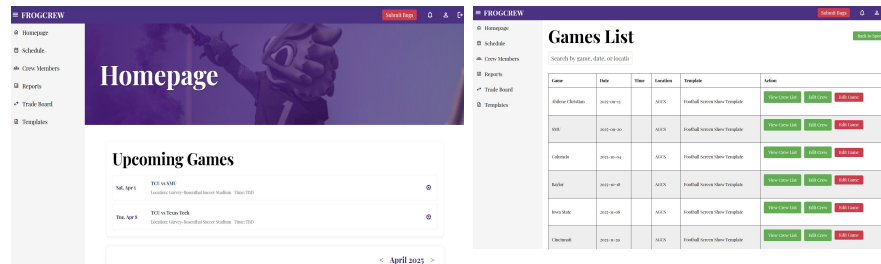 FROGCREW
Submit Bugs
Homepage
Schedule
Crew Members
Reports
Trade Board
Templates
Homepage
Upcoming Games
Sat, Apr 5
TCU vs SMU
Location: Garvey-Rosenthal Soccer Stadium Time: TBD
Tue, Apr 8
TCU vs Texas Tech
Location: Garvey-Rosenthal Soccer Stadium Time: TBD
< April 2025 >
FROGCREW
Submit Bugs
Homepage
Schedule
Crew Members
Reports
Trade Board
Templates
Games List
Back to
Search by game, date, or locatio
Game Date Time Location Template Action
Abilene Christian 2025-09-13 AGCS Football Screen Show Template View Crew List Edit Crew Edit Game
SMU 2025-09-20 AGCS Football Screen Show Template View Crew List Edit Crew Edit Game
Colorado 2025-10-04 AGCS Football Screen Show Template View Crew List Edit Crew Edit Game
Baylor 2025-10-18 AGCS Football Screen Show Template View Crew List Edit Crew Edit Game
Iowa State 2025-11-08 AGCS Football Screen Show Template View Crew List Edit Crew Edit Game
Cincinnati 2025-11-29 AGCS Football Screen Show Template View Crew List Edit Crew Edit Game